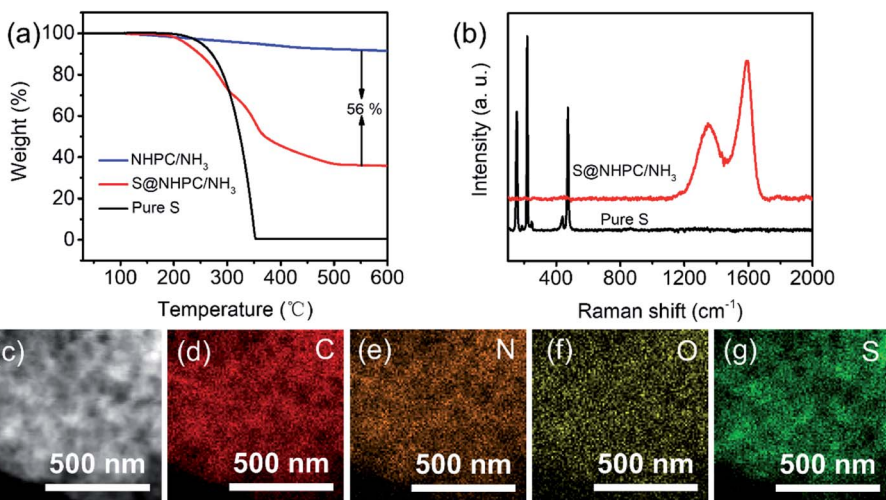 (a)
100
80
60
40
20
0
Weight (%)
56 %
NHPC/NH₃
S@NHPC/NH₃
Pure S
100
200
300
400
500
600
Temperature (℃)
(b)
Intensity (a. u.)
S@NHPC/NH₃
Pure S
400
800
1200
1600
2000
Raman shift (cm⁻¹)
c)
500 nm
(d)
C
500 nm
(e)
N
500 nm
(f)
O
500 nm
(g)
S
500 nm